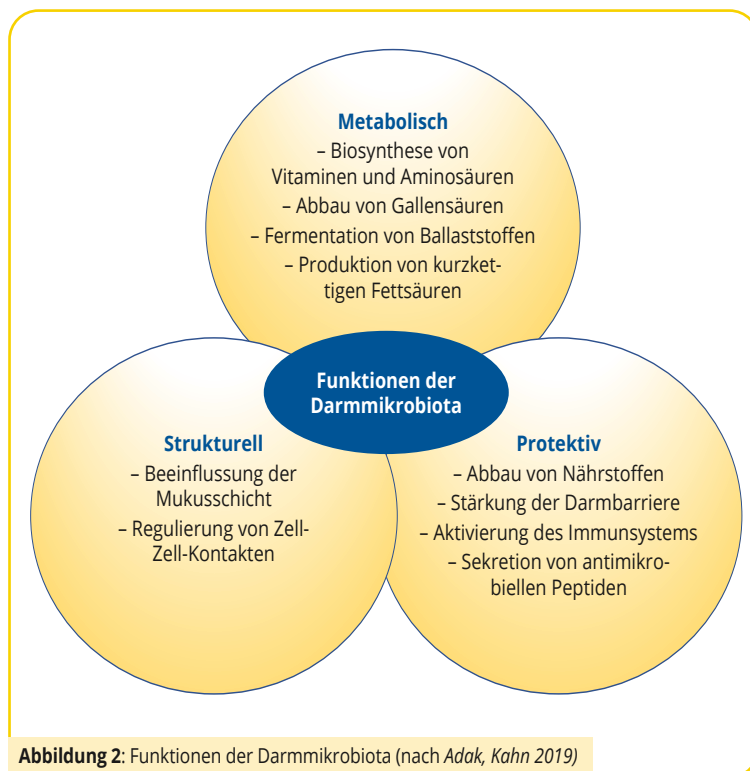 Metabolisch
– Biosynthese von
Vitaminen und Aminosäuren
– Abbau von Gallensäuren
– Fermentation von Ballaststoffen
– Produktion von kurzket-
tigen Fettsäuren
Funktionen der
Darmmikrobiota
Strukturell
– Beeinflussung der
Mukusschicht
– Regulierung von Zell-
Zell-Kontakten
Protektiv
– Abbau von Nährstoffen
– Stärkung der Darmbarriere
– Aktivierung des Immunsystems
– Sekretion von antimikro-
biellen Peptiden
Abbildung 2: Funktionen der Darmmikrobiota (nach Adak, Kahn 2019)